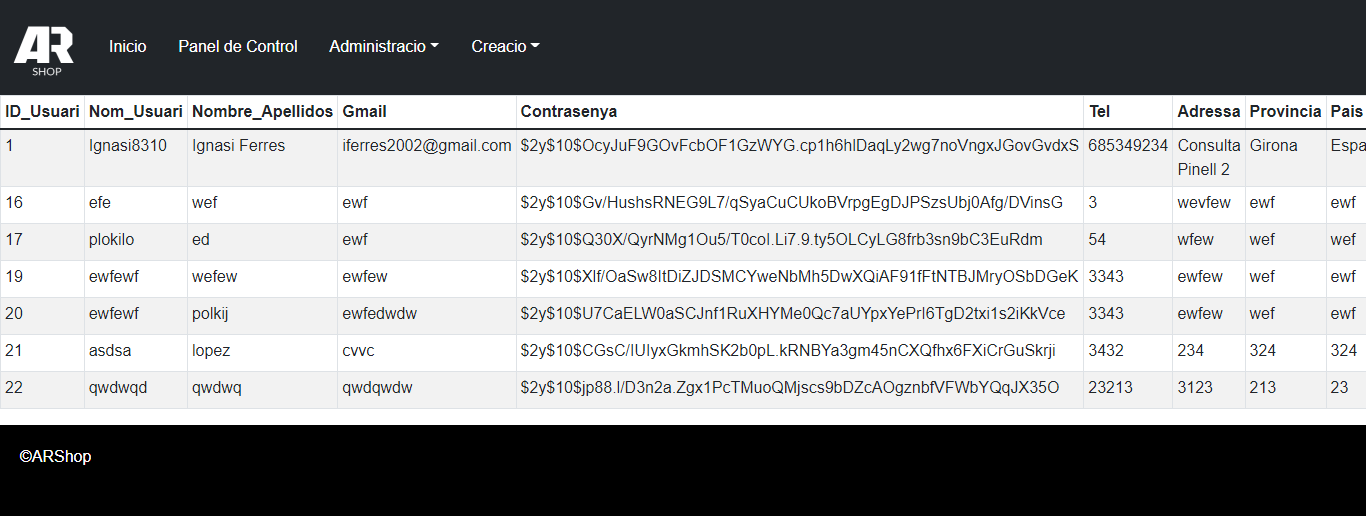 AR
SHOP
Inicio Panel de Control Administracio Creacio
ID_Usuari Nom_Usuari Nombre_Apellidos Gmail Contrasenya Tel Adressa Provincia Pais
1 Ignasi8310 Ignasi Ferres iferres2002@gmail.com $2y$10$OcyJuF9GOvFcbOF1GzWYG.cp1h6hlDaqLy2wg7noVngxJGovGvdxS 685349234 Consulta Girona Espa
Pinell 2
16 efe wef ewf $2y$10$Gv/HushsRNEG9L7/qSyaCuCUkoBVrpgEgDJPSzsUbj0Afg/DVinsG 3 wevfew ewf ewf
17 plokilo ed ewf $2y$10$Q30X/QyrNMg1Ou5/T0coI.Li7.9.ty5OLCyLG8frb3sn9bC3EuRdm 54 wfew wef wef
19 ewfewf wefew ewfew $2y$10$XIf/OaSw8ItDiZJDSMCYweNbMh5DwXQiAF91fFtNTBJMryOSbDGeK 3343 ewfew wef ewf
20 ewfewf polkij ewfedwdw $2y$10$U7CaELW0aSCJnf1RuXHYMe0Qc7aUYpxYePrI6TgD2txi1s2iKkVce 3343 ewfew wef ewf
21 asdsa lopez cvvc $2y$10$CGsC/IUIyxGkmhSK2b0pL.kRNBYa3gm45nCXQfhx6FXiCrGuSkrji 3432 234 324 324
22 qwdwqd qwdwq qwdqwdw $2y$10$jp88.I/D3n2a.Zgx1PcTMuoQMjscs9bDZcAOgznbfVFWbYQqJX35O 23213 3123 213 23
©ARShop